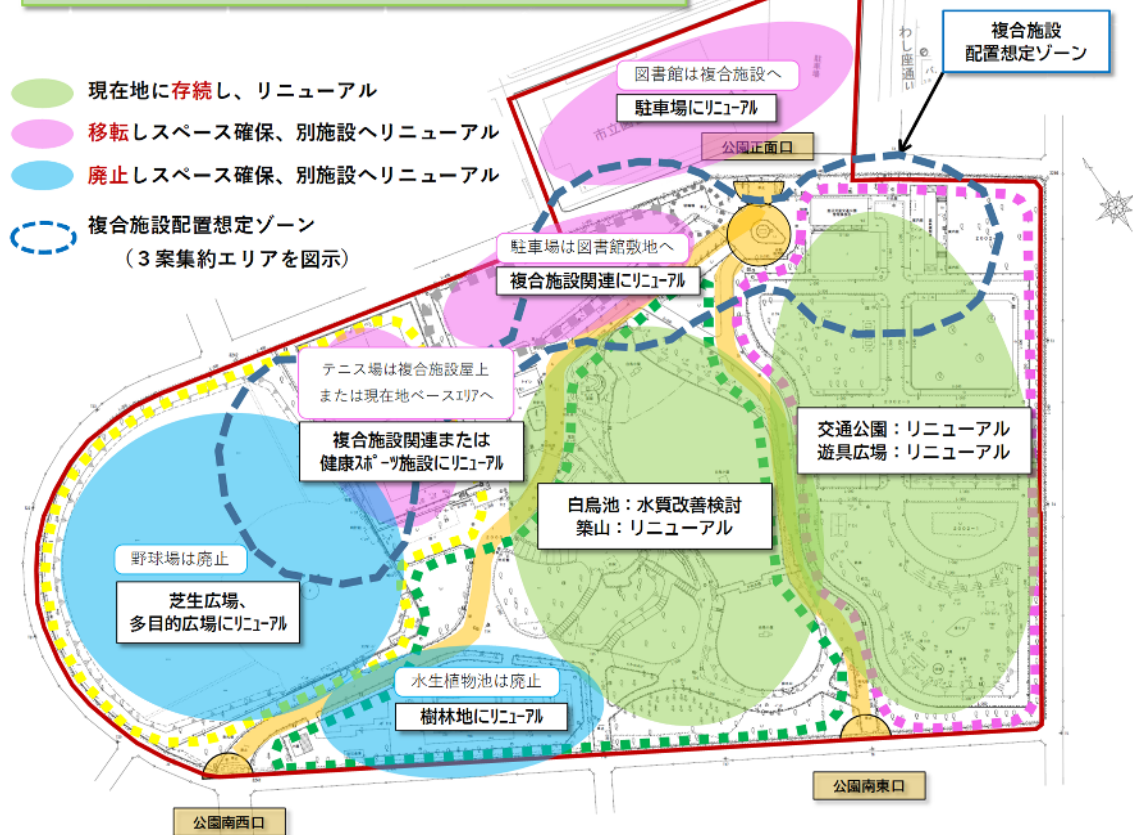 現在地に存続し、リニューアル
移転しスペース確保、別施設へリニューアル
廃止しスペース確保、別施設へリニューアル
複合施設配置想定ゾーン
（３案集約エリアを図示）
複合施設
配置想定ゾーン
わし座通い
駐車場
図書館は複合施設へ
駐車場にリニューアル
公園正面口
駐車場は図書館敷地へ
複合施設関連にリニューアル
テニス場は複合施設屋上
または現在地ベースエリアへ
複合施設関連または
健康スポーツ施設にリニューアル
交通公園：リニューアル
遊具広場：リニューアル
白鳥池：水質改善検討
築山：リニューアル
野球場は廃止
芝生広場、
多目的広場にリニューアル
水生植物池は廃止
樹林地にリニューアル
公園南東口
公園南西口